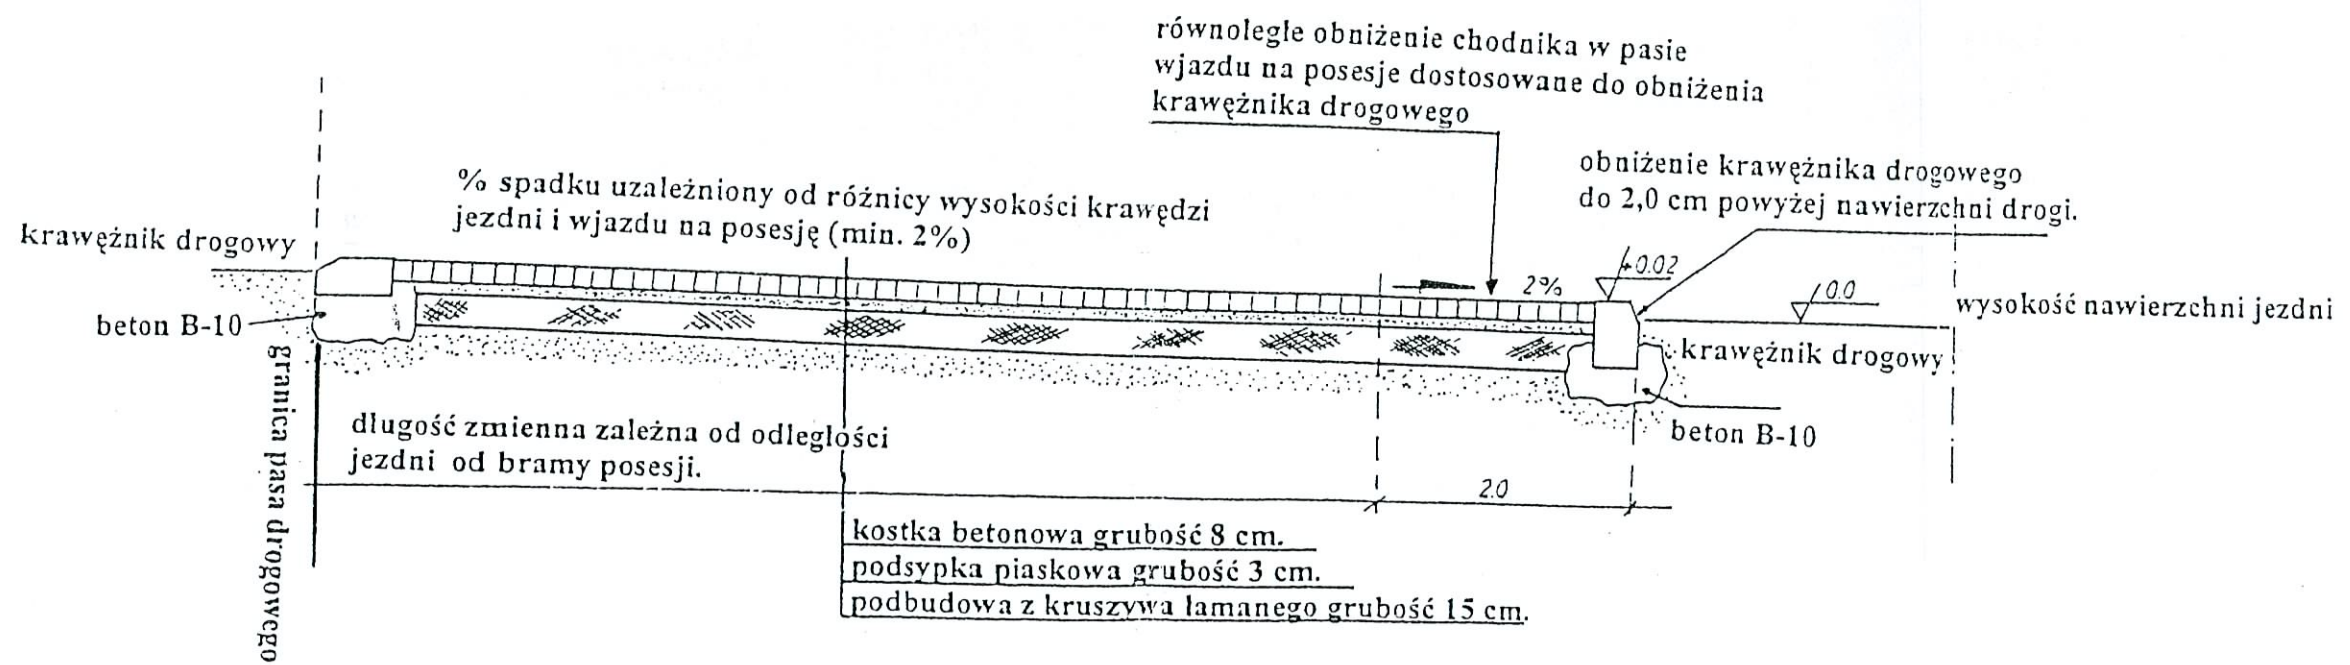 równoległe obniżenie chodnika w pasie
wjazdu na posesje dostosowane do obniżenia
krawężnika drogowego
obniżenie krawężnika drogowego
do 2,0 cm powyżej nawierzchni drogi.
% spadku uzależniony od różnicy wysokości krawędzi
jezdni i wjazdu na posesję (min. 2%)
krawężnik drogowy
2%
+0.02
0.0
wysokość nawierzchni jezdni
beton B-10
krawężnik drogowy
granica pasa drogowego
długość zmienna zależna od odległości
jezdni od bramy posesji.
beton B-10
2.0
kostka betonowa grubość 8 cm.
podsypka piaskowa grubość 3 cm.
podbudowa z kruszywa łamanego grubość 15 cm.